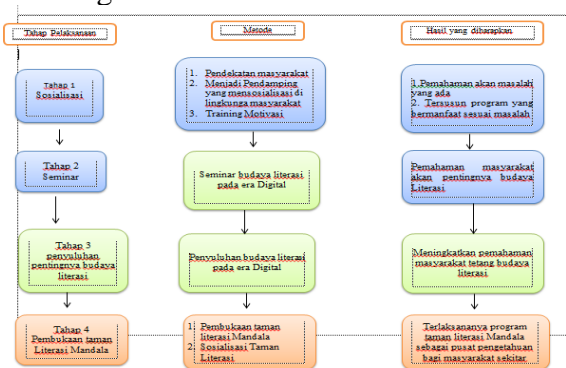 Tahap Pelaksanaan
Metode
Hasil yang diharapkan
Tahap 1
Sosialisasi
1. Pendekatan masyarakat
2. Menjadi Pendamping
yang mensosialisasi di
lingkunga masyarakat
3. Training Motivasi
1.Pemahaman akan masalah
yang ada
2. Tersusun program yang
bermanfaat sesuai masalah
Tahap 2
Seminar
Seminar budaya literasi
pada era Digital
Pemahaman masyarakat
akan pentingnya budaya
Literasi
Tahap 3
penyuluhan
pentingnya budaya
literasi
Penyuluhan budaya literasi
pada era Digital
Meningkatkan pemahaman
masyarakat tetang budaya
literasi
Tahap 4
Pembukaan taman
Literasi Mandala
1. Pembukaan taman
literasi Mandala
2. Sosialisasi Taman
Literasi
Terlaksananya program
taman literasi Mandala
sebagai pusat pengetahuan
bagi masyarakat sekitar